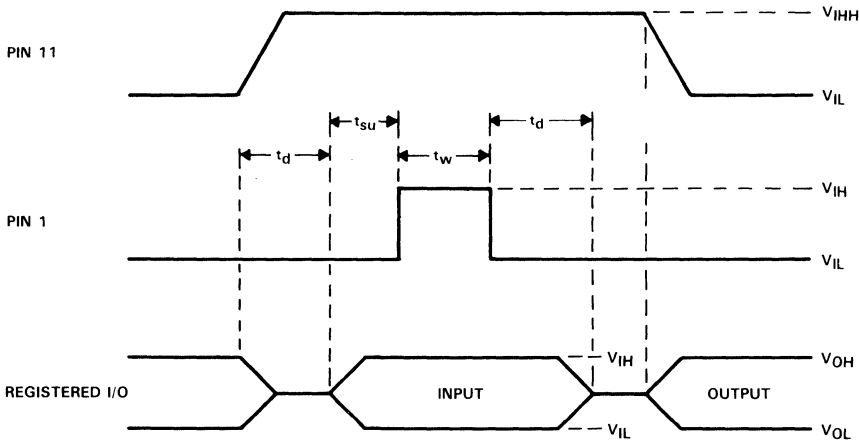 VIHH
PIN 11
VIL
tsu
td
td
tw
VIH
PIN 1
VIL
VIH
VOH
REGISTERED I/O
INPUT
OUTPUT
VIL
VOL